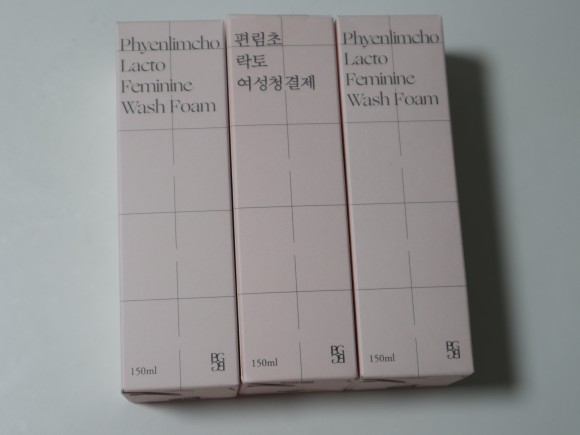 Phyenlimcho
Lacto
Feminine
Wash Foam
150ml
편림초
락토
여성청결제
150ml
Phyenlimcho
Lacto
Feminine
Wash Foam
150ml